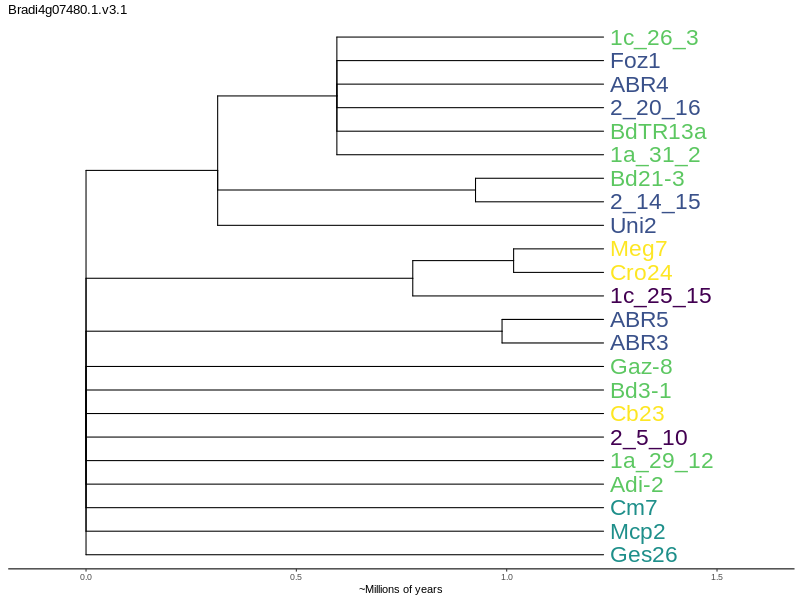 Bradi4g07480.1.v3.1
1c_26_3
Foz1
ABR4
2_20_16
BdTR13a
1a_31_2
Bd21-3
2_14_15
Uni2
Meg7
Cro24
1c_25_15
ABR5
ABR3
Gaz-8
Bd3-1
Cb23
2_5_10
1a_29_12
Adi-2
Cm7
Mcp2
Ges26
0.0 0.5 1.0 1.5
~Millions of years